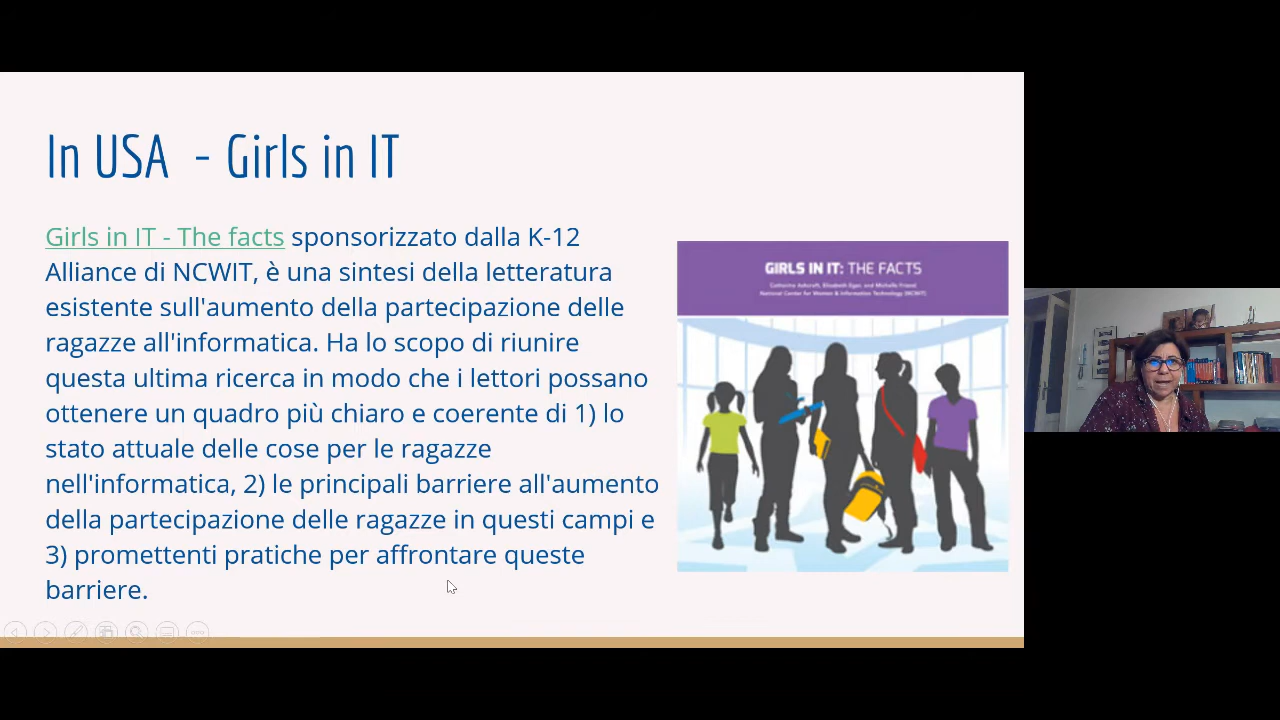 In USA - Girls in IT
Girls in IT - The facts sponsorizzato dalla K-12
Alliance di NCWIT, è una sintesi della letteratura
esistente sull'aumento della partecipazione delle
ragazze all'informatica. Ha lo scopo di riunire
questa ultima ricerca in modo che i lettori possano
ottenere un quadro più chiaro e coerente di 1) lo
stato attuale delle cose per le ragazze
nell'informatica, 2) le principali barriere all'aumento
della partecipazione delle ragazze in questi campi e
3) promettenti pratiche per affrontare queste
barriere.
GIRLS IN IT: THE FACTS
Catherine Ashcraft, Elizabeth Eger, and Michelle Friend
National Center for Women & Information Technology (NCWIT)